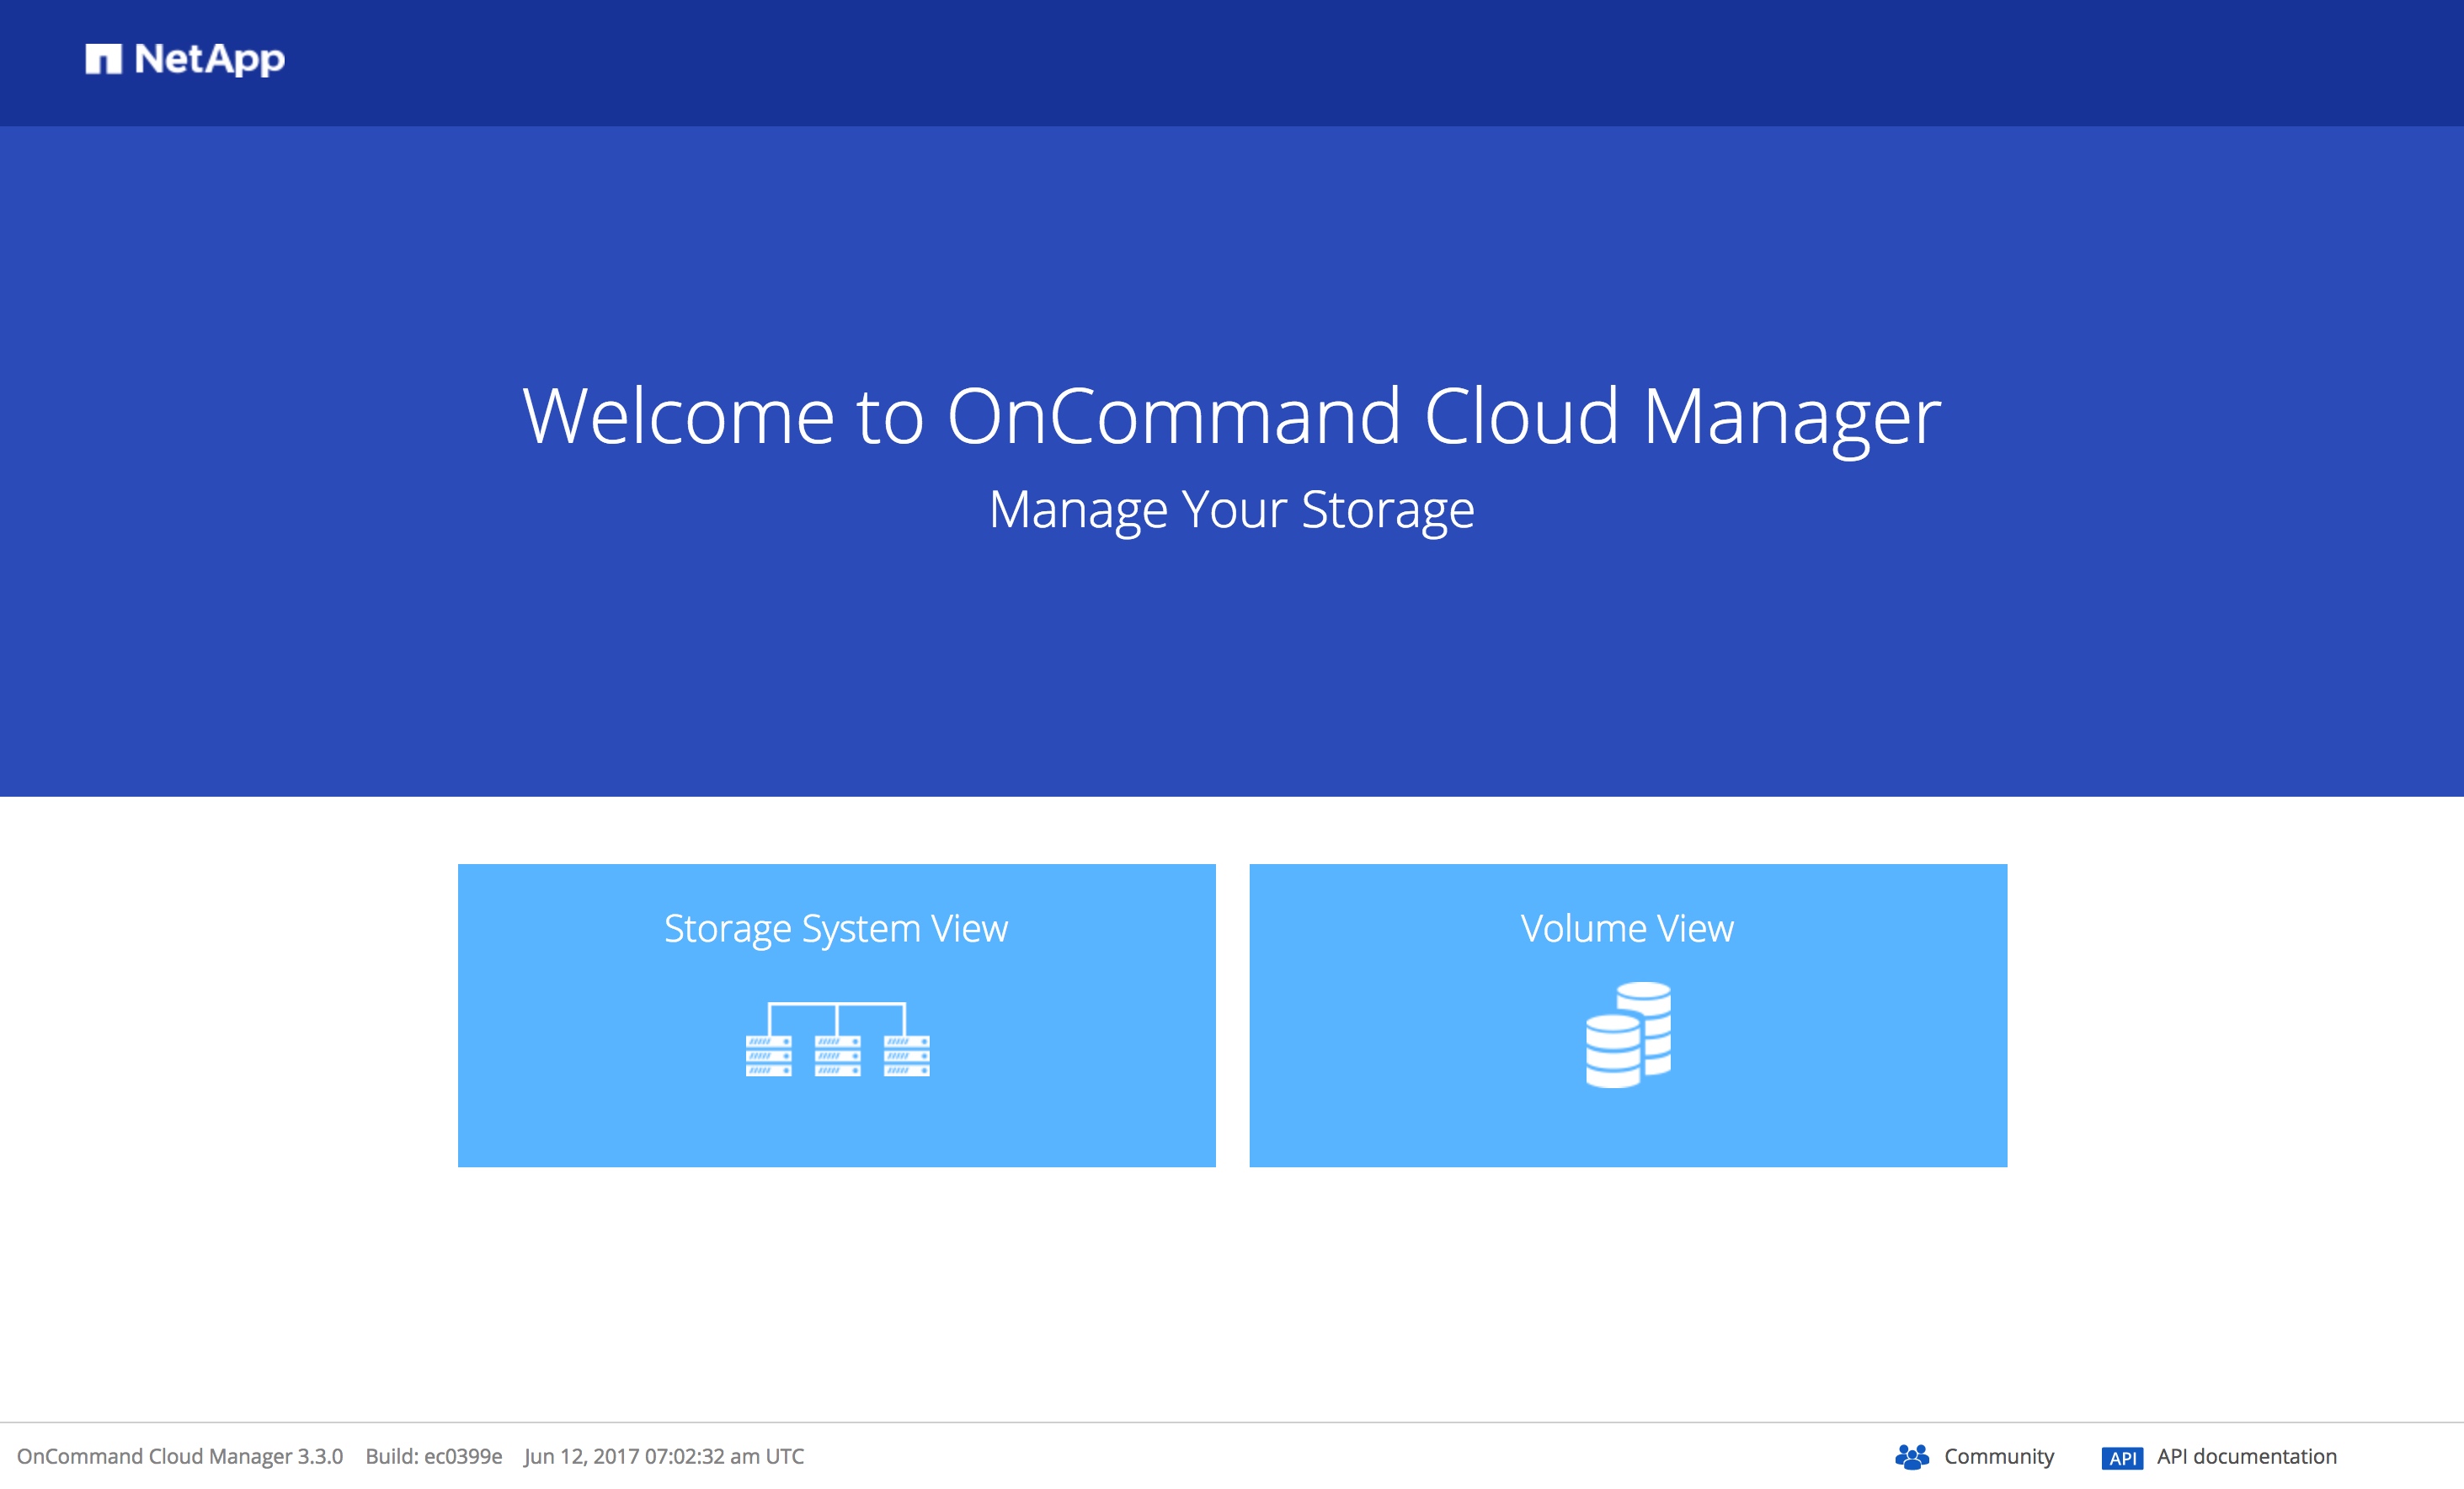 NetApp
Welcome to OnCommand Cloud Manager
Manage Your Storage
Storage System View
Volume View
OnCommand Cloud Manager 3.3.0 Build: ec0399e Jun 12, 2017 07:02:32 am UTC
Community
API API documentation